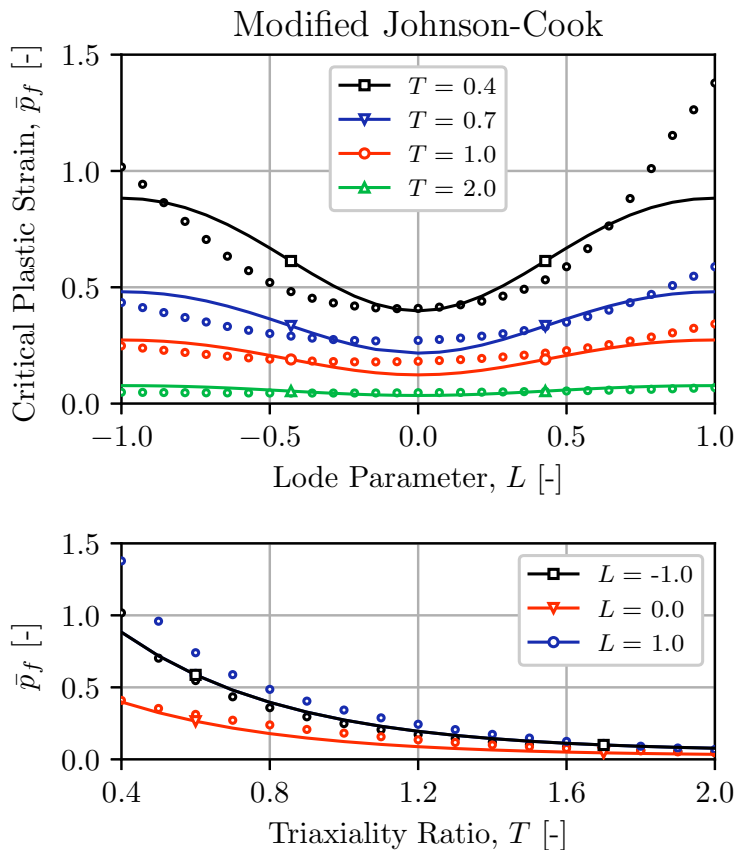 Modified Johnson-Cook
Critical Plastic Strain, p̄_f [-]
1.5
1.0
0.5
0.0
T = 0.4
T = 0.7
T = 1.0
T = 2.0
−1.0 −0.5 0.0 0.5 1.0
Lode Parameter, L [-]
p̄_f [-]
1.5
1.0
0.5
0.0
L = -1.0
L = 0.0
L = 1.0
0.4 0.8 1.2 1.6 2.0
Triaxiality Ratio, T [-]